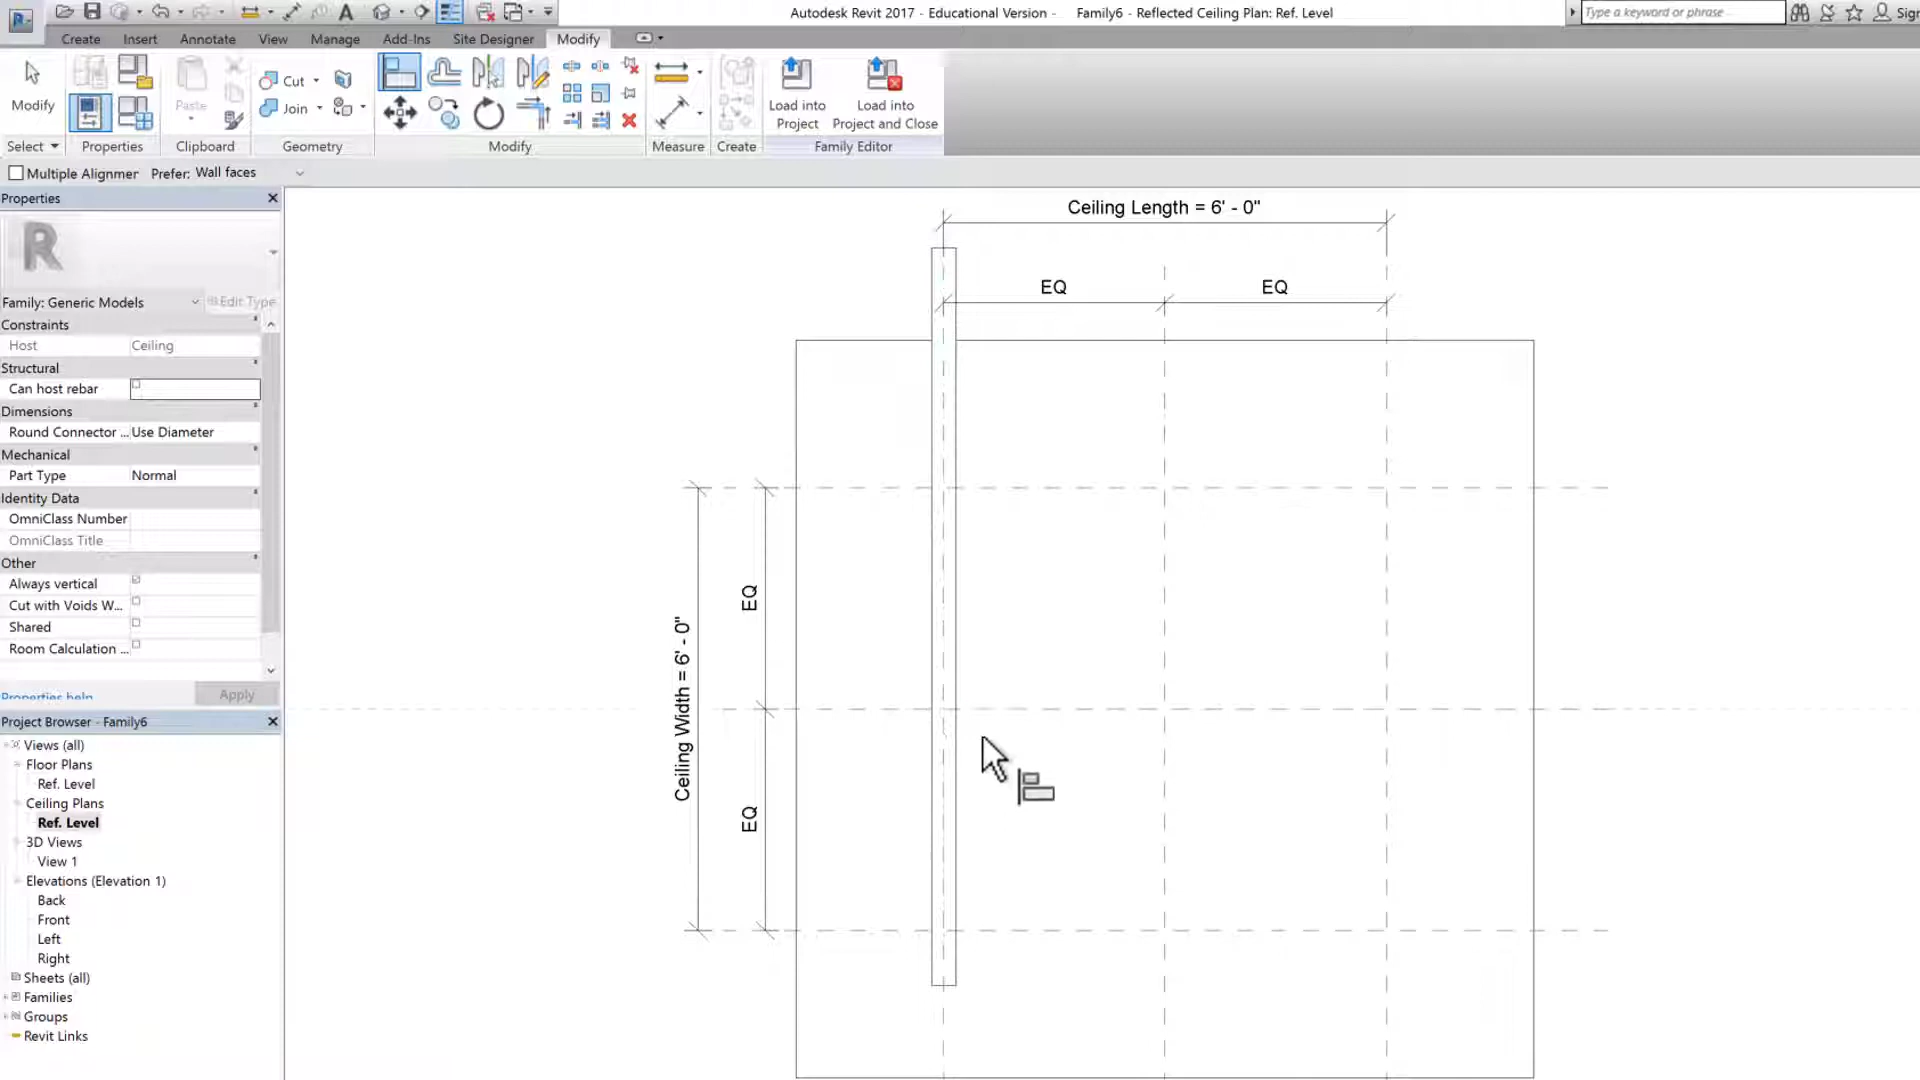 Autodesk Revit 2017 - Educational Version -    Family6 - Reflected Ceiling Plan: Ref. Level
Type a keyword or phrase
Create Insert Annotate View Manage Add-Ins Site Designer Modify
Modify
Paste
Cut
Join
Load into Project
Load into Project and Close
Select Properties Clipboard Geometry Modify Measure Create Family Editor
Multiple Alignmer Prefer: Wall faces
Properties
R
Family: Generic Models
Edit Type
Constraints
Host Ceiling
Structural
Can host rebar
Dimensions
Round Connector ... Use Diameter
Mechanical
Part Type Normal
Identity Data
OmniClass Number
OmniClass Title
Other
Always vertical
Cut with Voids W...
Shared
Room Calculation ...
Properties help
Apply
Project Browser - Family6
Views (all)
Floor Plans
Ref. Level
Ceiling Plans
Ref. Level
3D Views
View 1
Elevations (Elevation 1)
Back
Front
Left
Right
Sheets (all)
Families
Groups
Revit Links
Ceiling Length = 6' - 0"
EQ
EQ
EQ
Ceiling Width = 6' - 0"
EQ